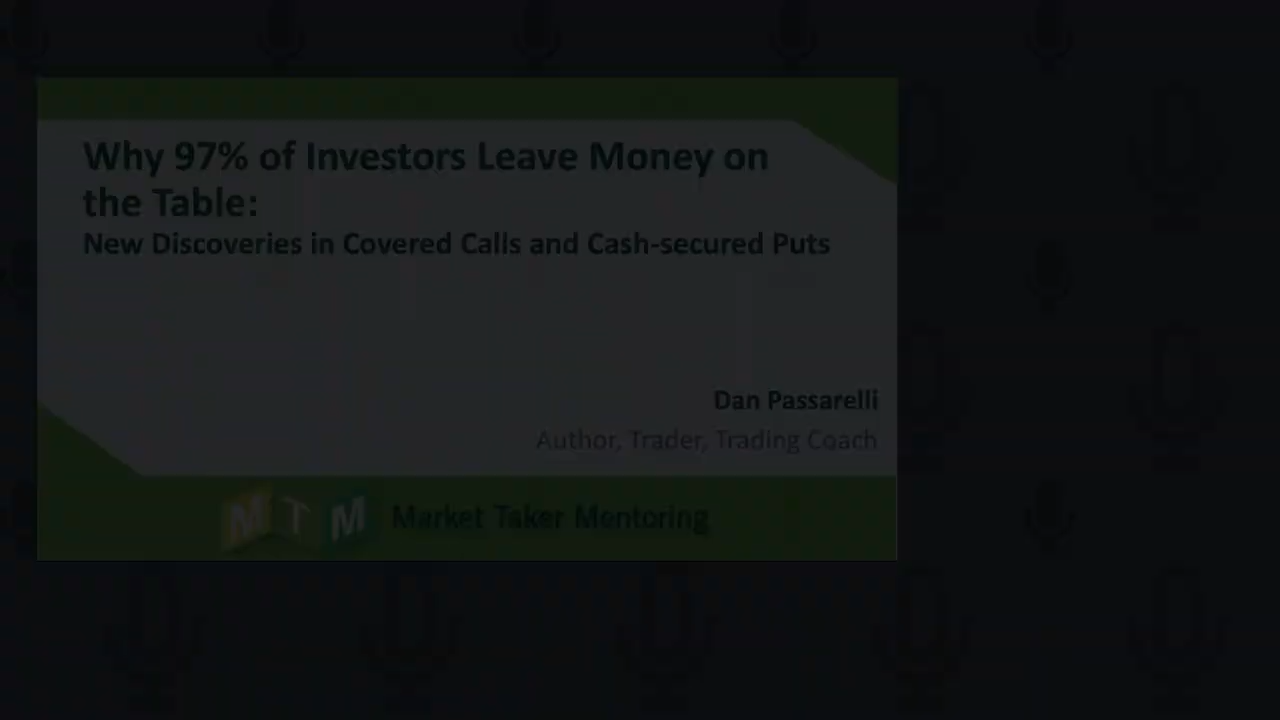 Why 97% of Investors Leave Money on
the Table:
New Discoveries in Covered Calls and Cash-secured Puts
Dan Passarelli
Author, Trader, Trading Coach
MTM Market Taker Mentoring